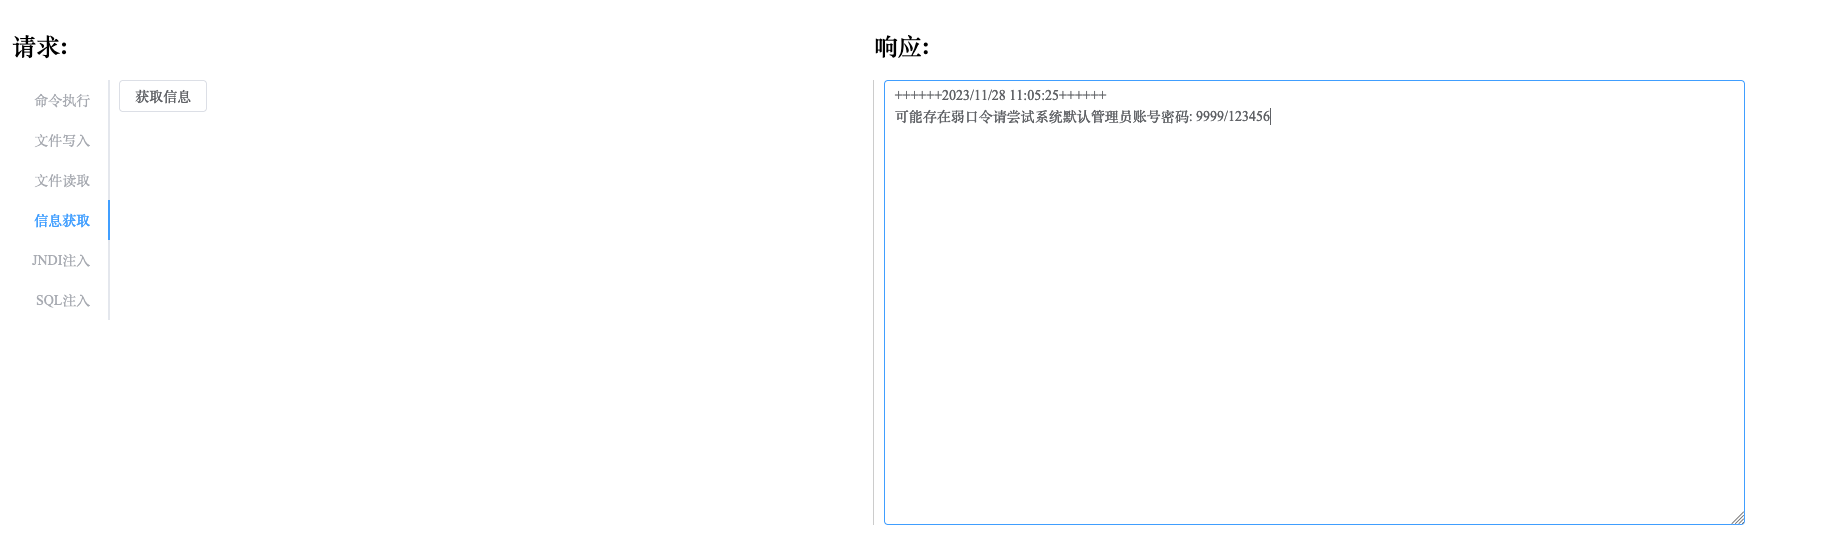 请求:
命令执行
文件写入
文件读取
信息获取
JNDI注入
SQL注入
获取信息
响应:
++++++2023/11/28 11:05:25++++++
可能存在弱口令请尝试系统默认管理员账号密码: 9999/123456